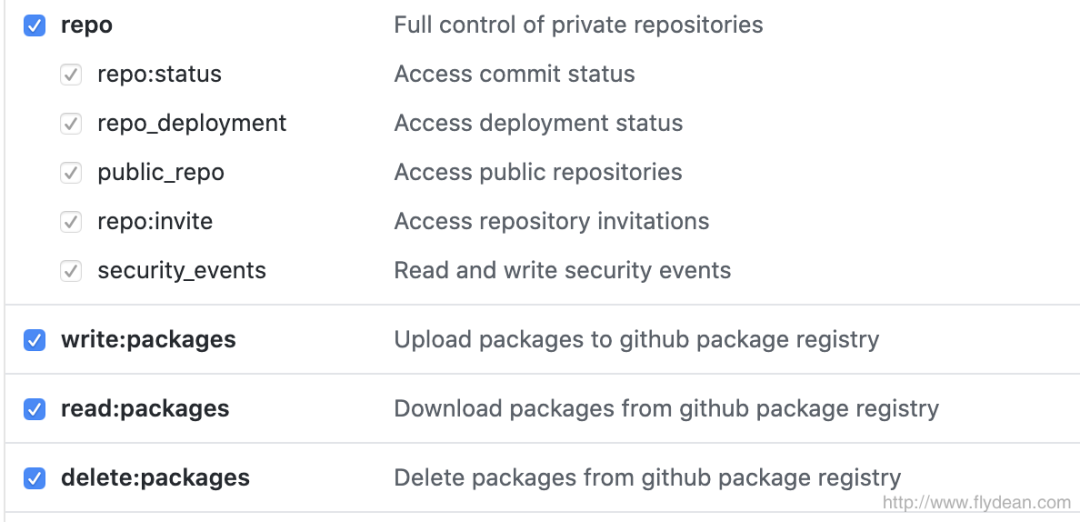 repo Full control of private repositories
repo:status Access commit status
repo_deployment Access deployment status
public_repo Access public repositories
repo:invite Access repository invitations
security_events Read and write security events
write:packages Upload packages to github package registry
read:packages Download packages from github package registry
delete:packages Delete packages from github package registry
http://www.flydean.com